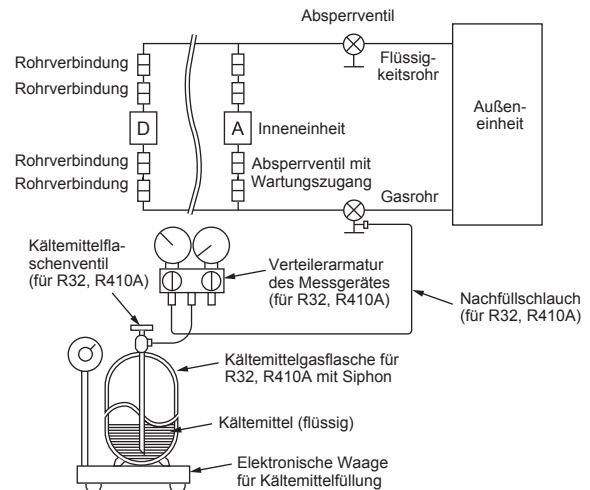 Absperrventil
Flüssig-
keitsrohr
Außen-
einheit
Rohrverbindung
Rohrverbindung
D
A
Inneneinheit
Rohrverbindung
Rohrverbindung
Absperrventil mit
Wartungszugang
Gasrohr
Kältemittelfla-
schenventil
(für R32, R410A)
Verteilerarmatur
des Messgerätes
(für R32, R410A)
Nachfüllschlauch
(für R32, R410A)
Kältemittelgasflasche für
R32, R410A mit Siphon
Kältemittel (flüssig)
Elektronische Waage
für Kältemittelfüllung